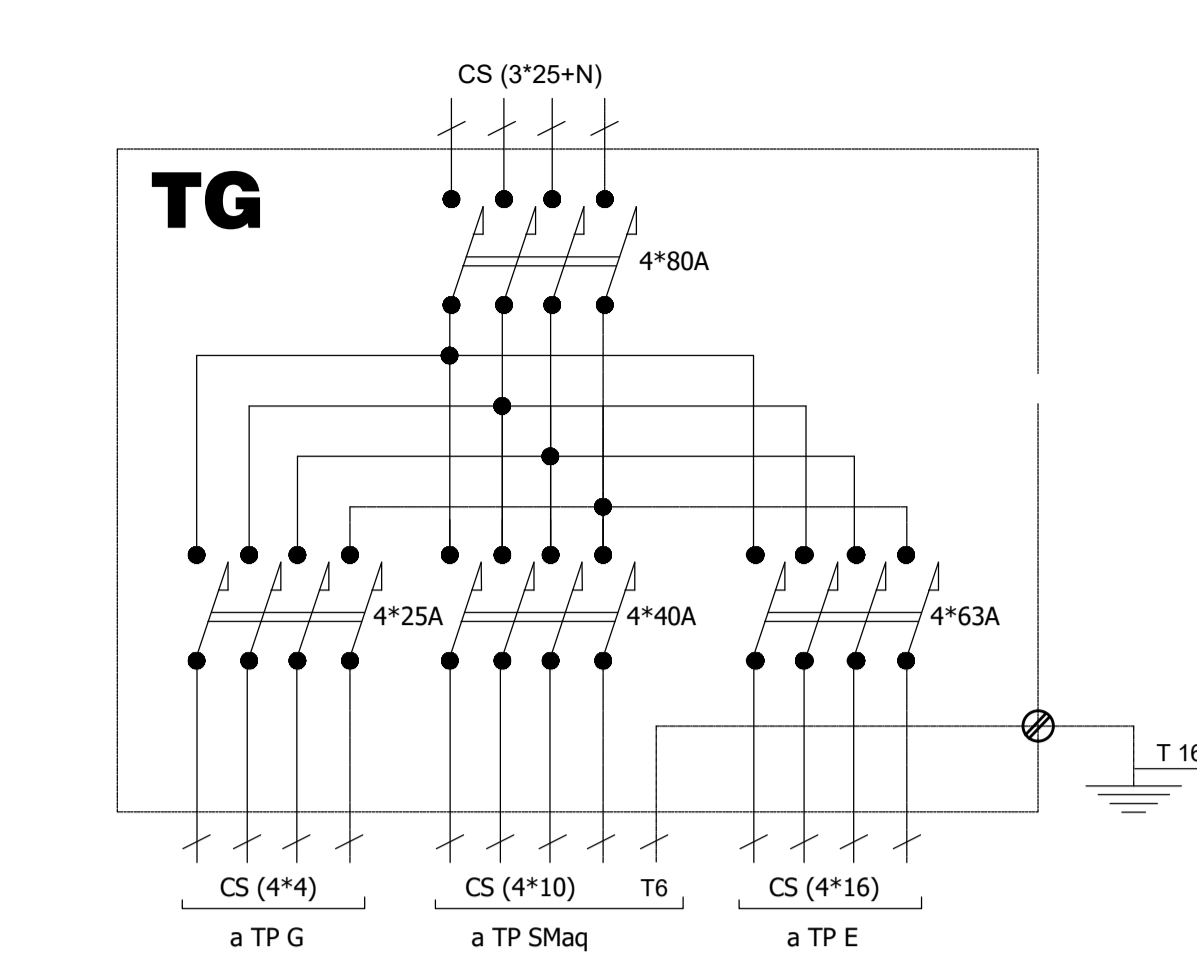 CS (3*25+N)
TG
4*80A
4*25A
4*40A
4*63A
T 16
CS (4*4)
CS (4*10)
T6
CS (4*16)
a TP G
a TP SMaq
a TP E